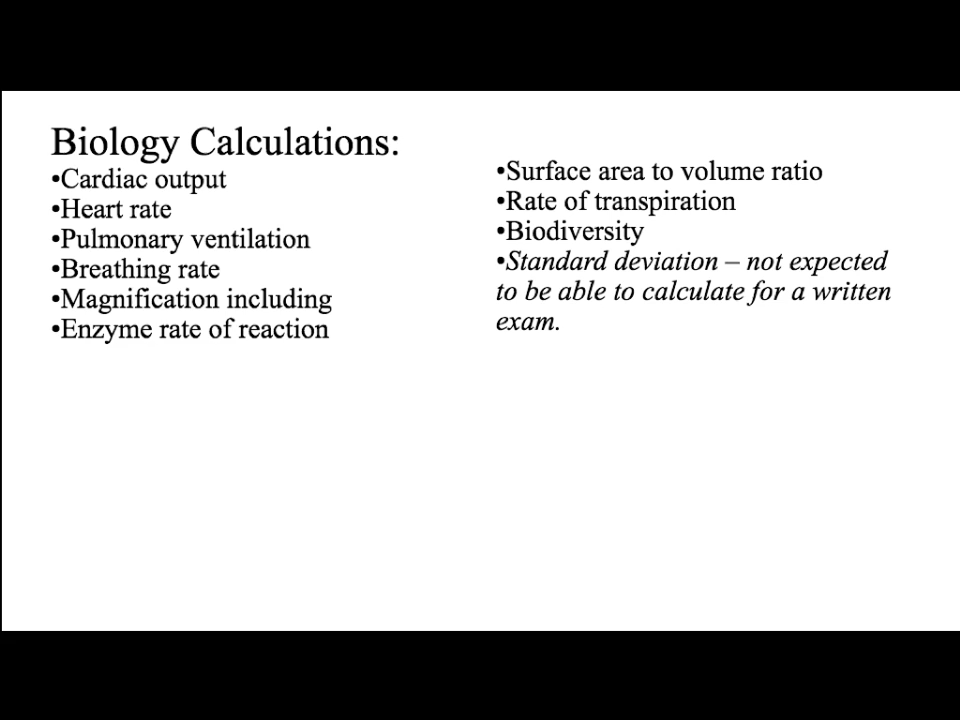 Biology Calculations:
•Cardiac output
•Heart rate
•Pulmonary ventilation
•Breathing rate
•Magnification including
•Enzyme rate of reaction
•Surface area to volume ratio
•Rate of transpiration
•Biodiversity
•Standard deviation – not expected
to be able to calculate for a written
exam.